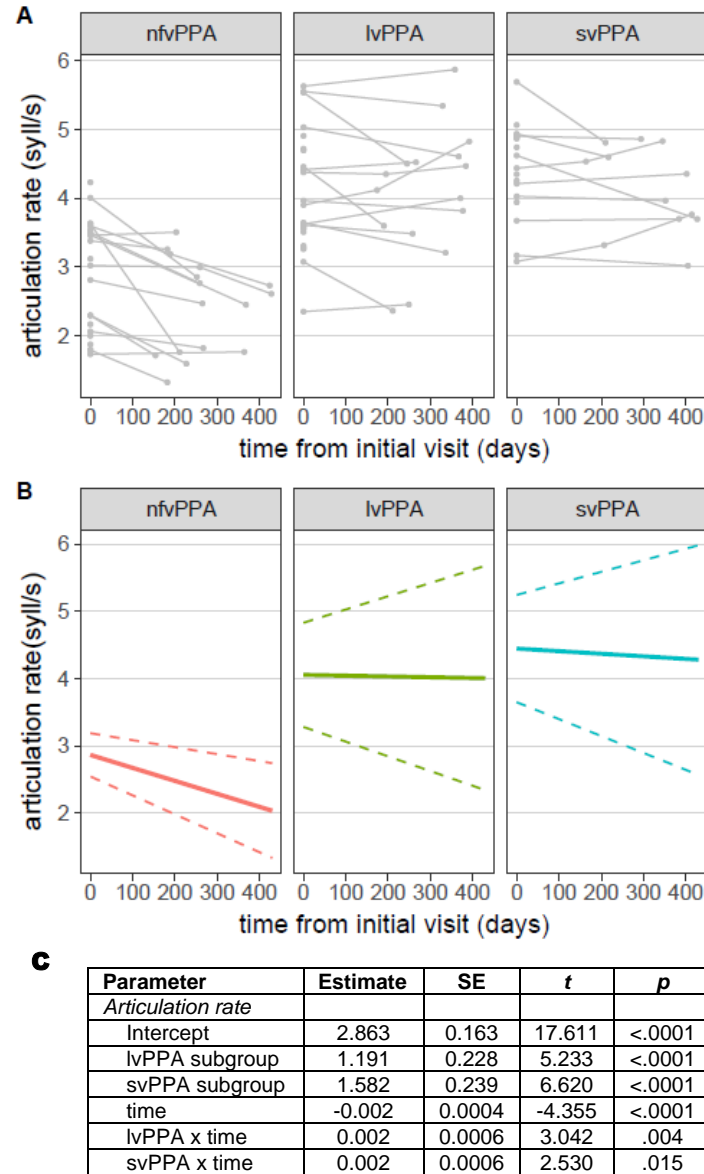 A
nfvPPA lvPPA svPPA
articulation rate (syll/s)
6
5
4
3
2
0 100 200 300 400 0 100 200 300 400 0 100 200 300 400
time from initial visit (days)
B
nfvPPA lvPPA svPPA
articulation rate(syll/s)
6
5
4
3
2
0 100 200 300 400 0 100 200 300 400 0 100 200 300 400
time from initial visit (days)
C
Parameter Estimate SE t p
Articulation rate
Intercept 2.863 0.163 17.611 <.0001
lvPPA subgroup 1.191 0.228 5.233 <.0001
svPPA subgroup 1.582 0.239 6.620 <.0001
time -0.002 0.0004 -4.355 <.0001
lvPPA x time 0.002 0.0006 3.042 .004
svPPA x time 0.002 0.0006 2.530 .015